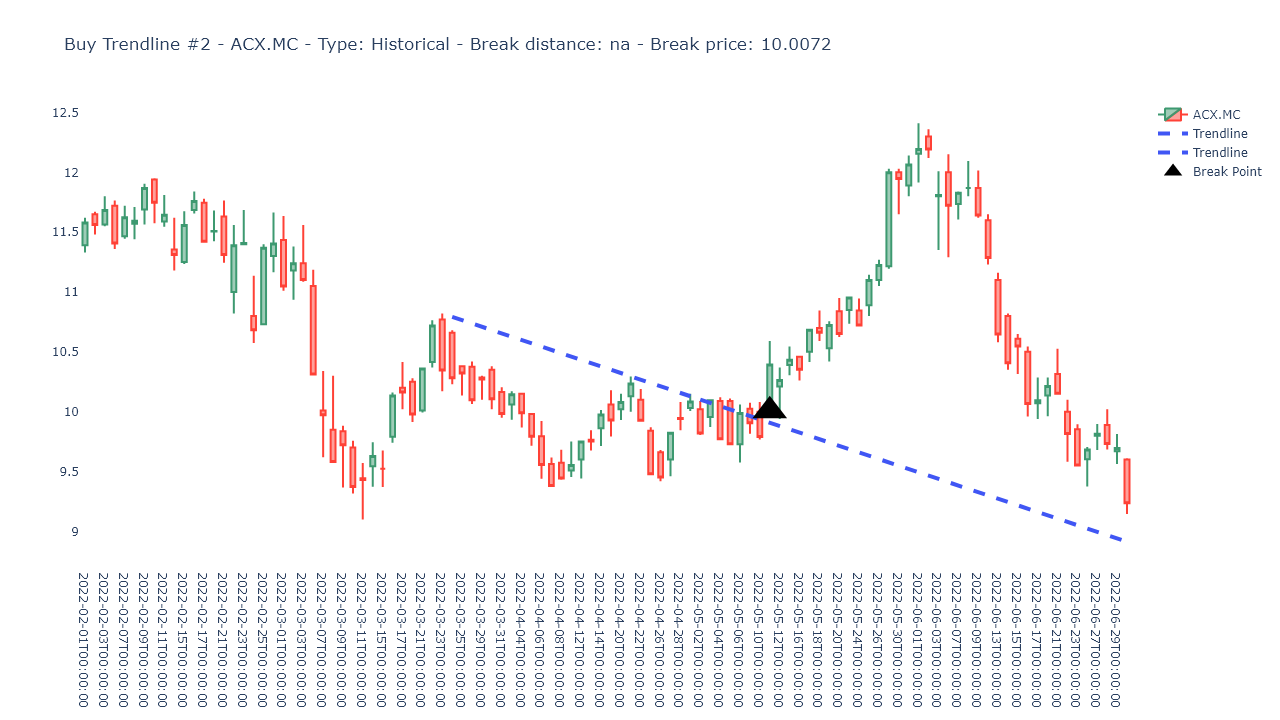 Buy Trendline #2 - ACX.MC - Type: Historical - Break distance: na - Break price: 10.0072
12.5
12
11.5
11
10.5
10
9.5
9
ACX.MC
Trendline
Trendline
Break Point
2022-02-01T00:00:00
2022-02-03T00:00:00
2022-02-07T00:00:00
2022-02-09T00:00:00
2022-02-11T00:00:00
2022-02-15T00:00:00
2022-02-17T00:00:00
2022-02-21T00:00:00
2022-02-23T00:00:00
2022-02-25T00:00:00
2022-03-01T00:00:00
2022-03-03T00:00:00
2022-03-07T00:00:00
2022-03-09T00:00:00
2022-03-11T00:00:00
2022-03-15T00:00:00
2022-03-17T00:00:00
2022-03-21T00:00:00
2022-03-23T00:00:00
2022-03-25T00:00:00
2022-03-29T00:00:00
2022-03-31T00:00:00
2022-04-04T00:00:00
2022-04-06T00:00:00
2022-04-08T00:00:00
2022-04-12T00:00:00
2022-04-14T00:00:00
2022-04-20T00:00:00
2022-04-22T00:00:00
2022-04-26T00:00:00
2022-04-28T00:00:00
2022-05-02T00:00:00
2022-05-04T00:00:00
2022-05-06T00:00:00
2022-05-10T00:00:00
2022-05-12T00:00:00
2022-05-16T00:00:00
2022-05-18T00:00:00
2022-05-20T00:00:00
2022-05-24T00:00:00
2022-05-26T00:00:00
2022-05-30T00:00:00
2022-06-01T00:00:00
2022-06-03T00:00:00
2022-06-07T00:00:00
2022-06-09T00:00:00
2022-06-13T00:00:00
2022-06-15T00:00:00
2022-06-17T00:00:00
2022-06-21T00:00:00
2022-06-23T00:00:00
2022-06-27T00:00:00
2022-06-29T00:00:00